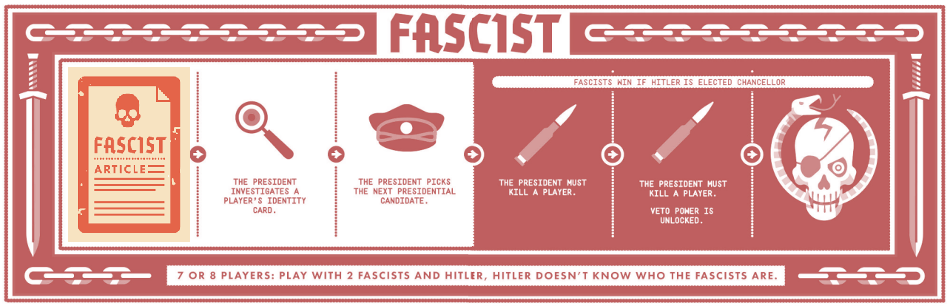 FASCIST
FASCISTS WIN IF HITLER IS ELECTED CHANCELLOR
FASCIST
ARTICLE
THE PRESIDENT
INVESTIGATES A
PLAYER'S IDENTITY
CARD.
THE PRESIDENT PICKS
THE NEXT PRESIDENTIAL
CANDIDATE.
THE PRESIDENT MUST
KILL A PLAYER.
THE PRESIDENT MUST
KILL A PLAYER.
VETO POWER IS
UNLOCKED.
7 OR 8 PLAYERS: PLAY WITH 2 FASCISTS AND HITLER, HITLER DOESN'T KNOW WHO THE FASCISTS ARE.